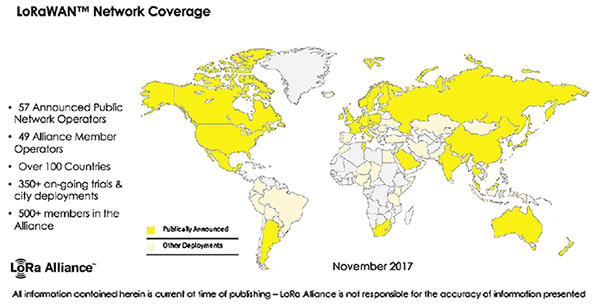 LoRaWAN™ Network Coverage
• 57 Announced Public
Network Operators
• 49 Alliance Member
Operators
• Over 100 Countries
• 350+ on-going trials &
city deployments
• 500+ members in the
Alliance
Publically Announced
Other Deployments
LoRa Alliance™
November 2017
All information contained herein is current at time of publishing – LoRa Alliance is not responsible for the accuracy of information presented